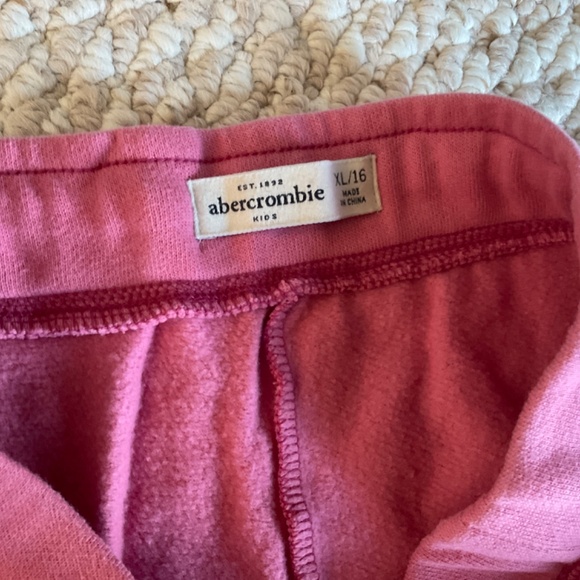 EST. 1892
abercrombie
KIDS
XL/16
MADE
IN CHINA